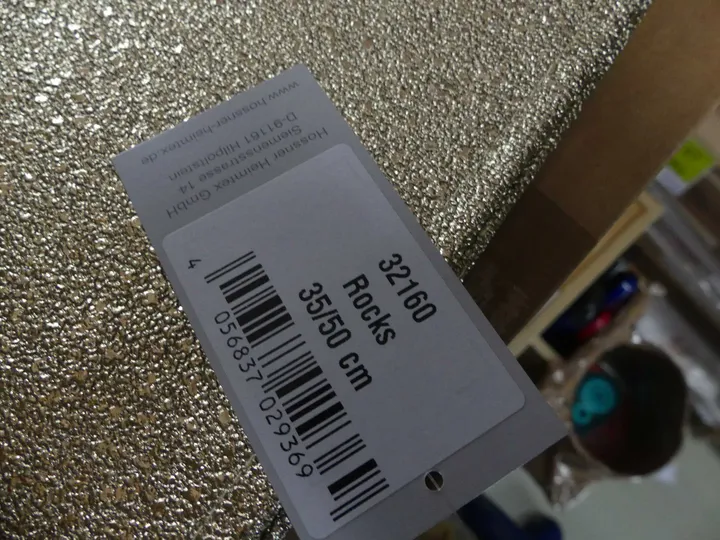 32160
Rocks
35/50 cm
4 056837 029369
Hossner Heimtex GmbH
Siemensstrasse 14
D-91161 Hilpoltstein
www.hossner-heimtex.de